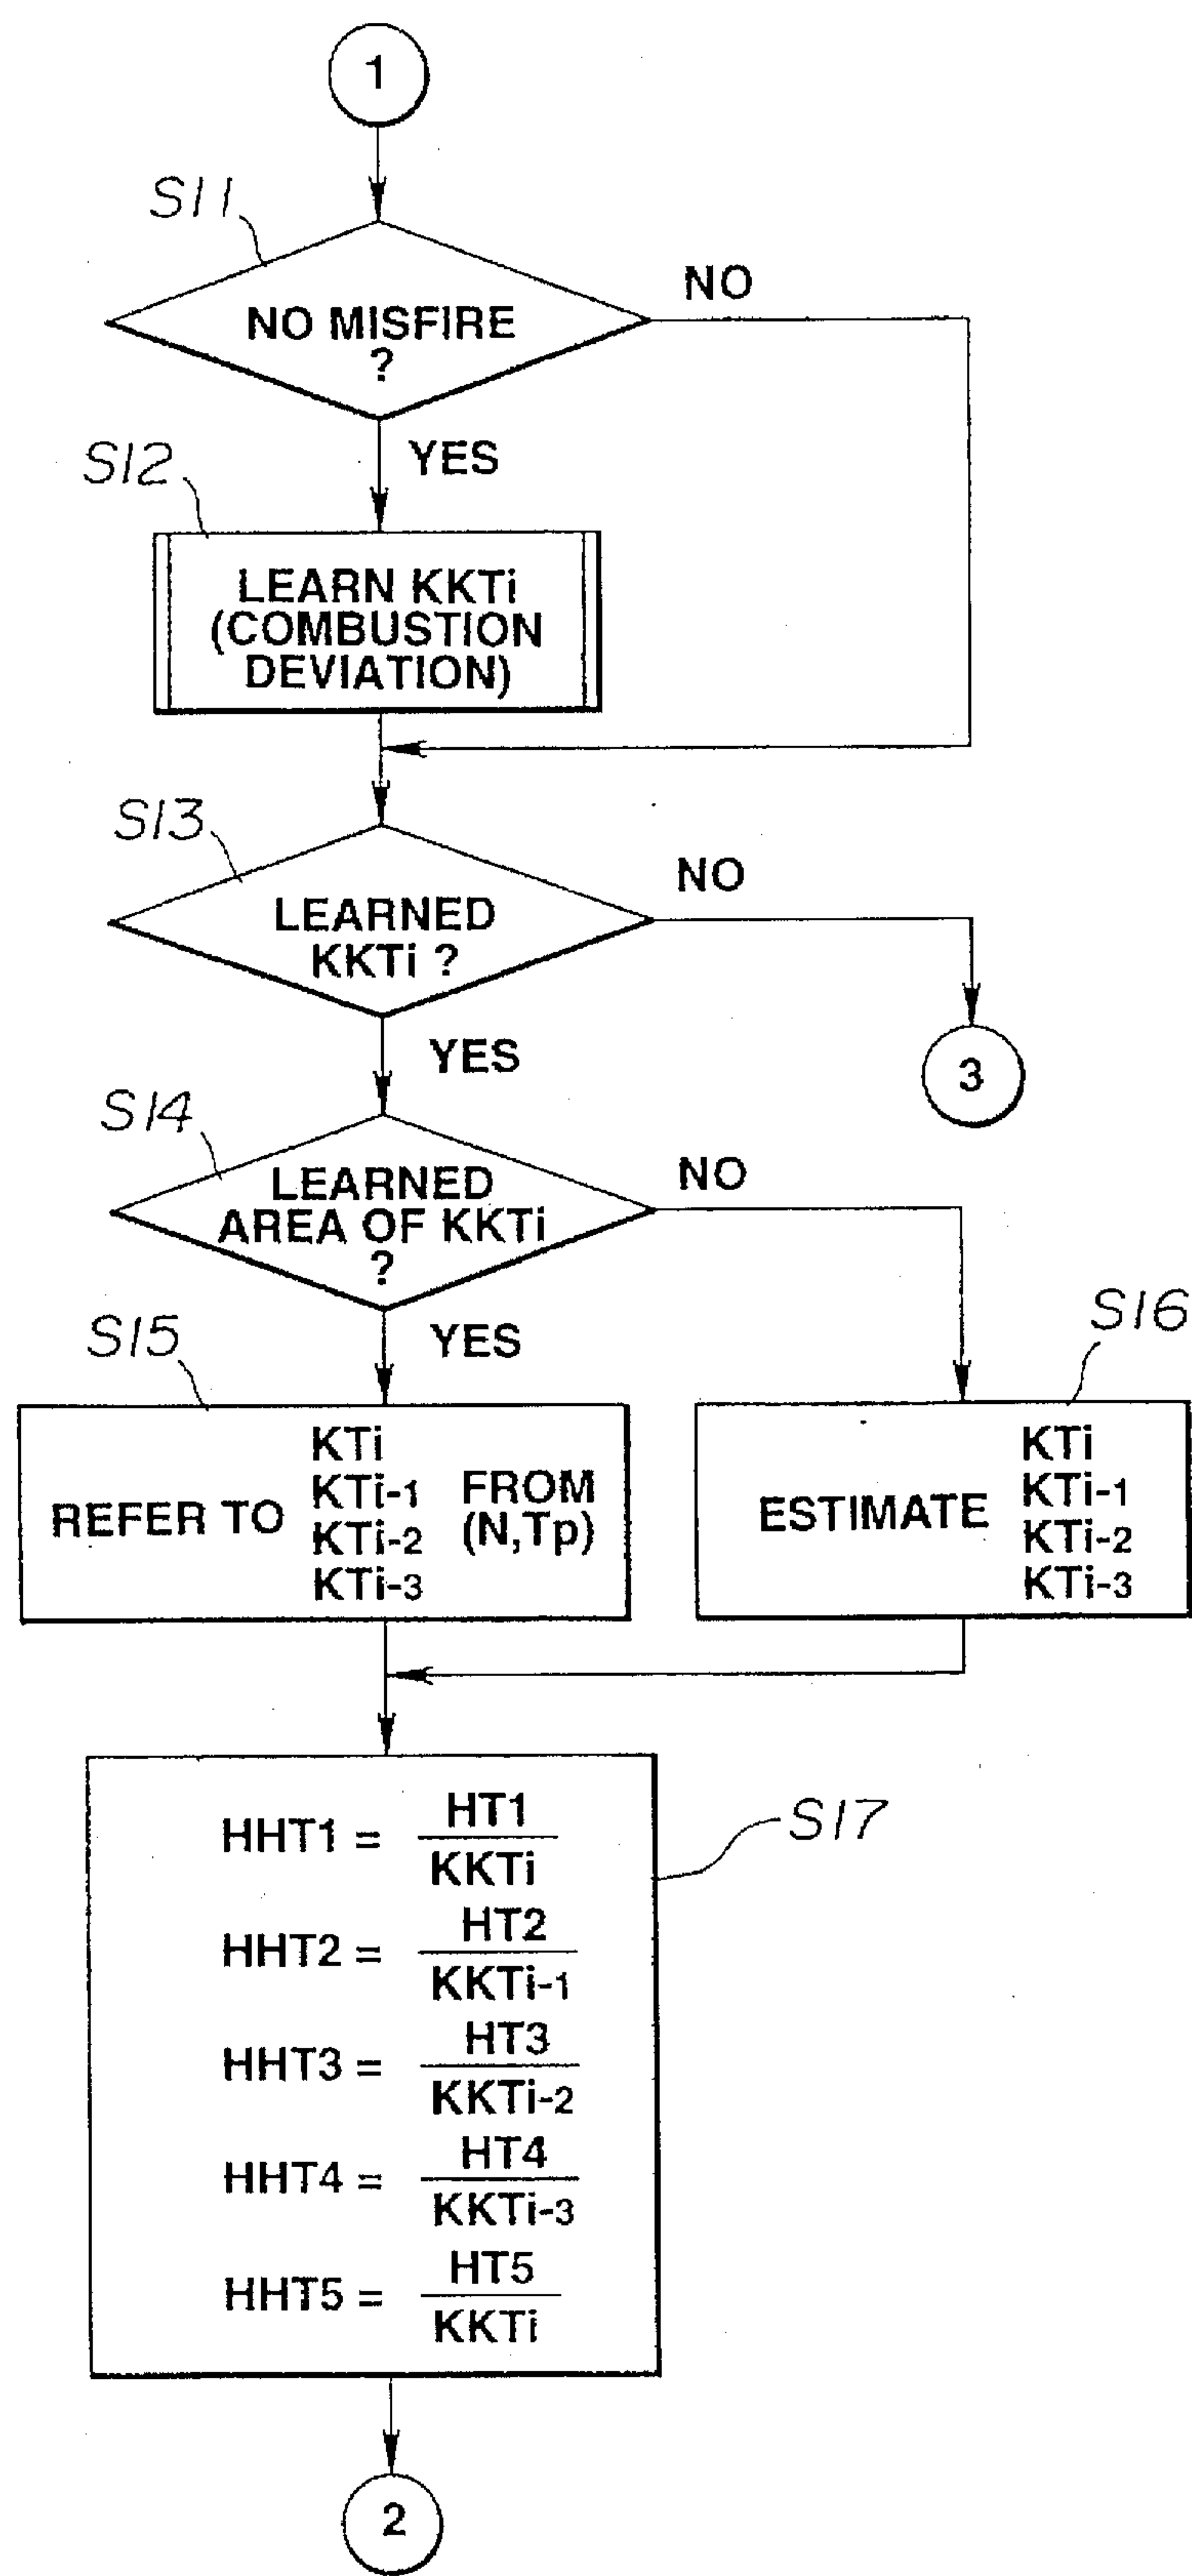 1
S11
NO MISFIRE
?
NO
YES
S12
LEARN KKTi
(COMBUSTION
DEVIATION)
S13
LEARNED
KKTi ?
NO
YES
3
S14
LEARNED
AREA OF KKTi
?
NO
YES
S15
REFER TO
KTi
KTi-1
KTi-2
KTi-3
FROM
(N,Tp)
S16
ESTIMATE
KTi
KTi-1
KTi-2
KTi-3
S17
HHT1 = HT1 / KKTi
HHT2 = HT2 / KKTi-1
HHT3 = HT3 / KKTi-2
HHT4 = HT4 / KKTi-3
HHT5 = HT5 / KKTi
2